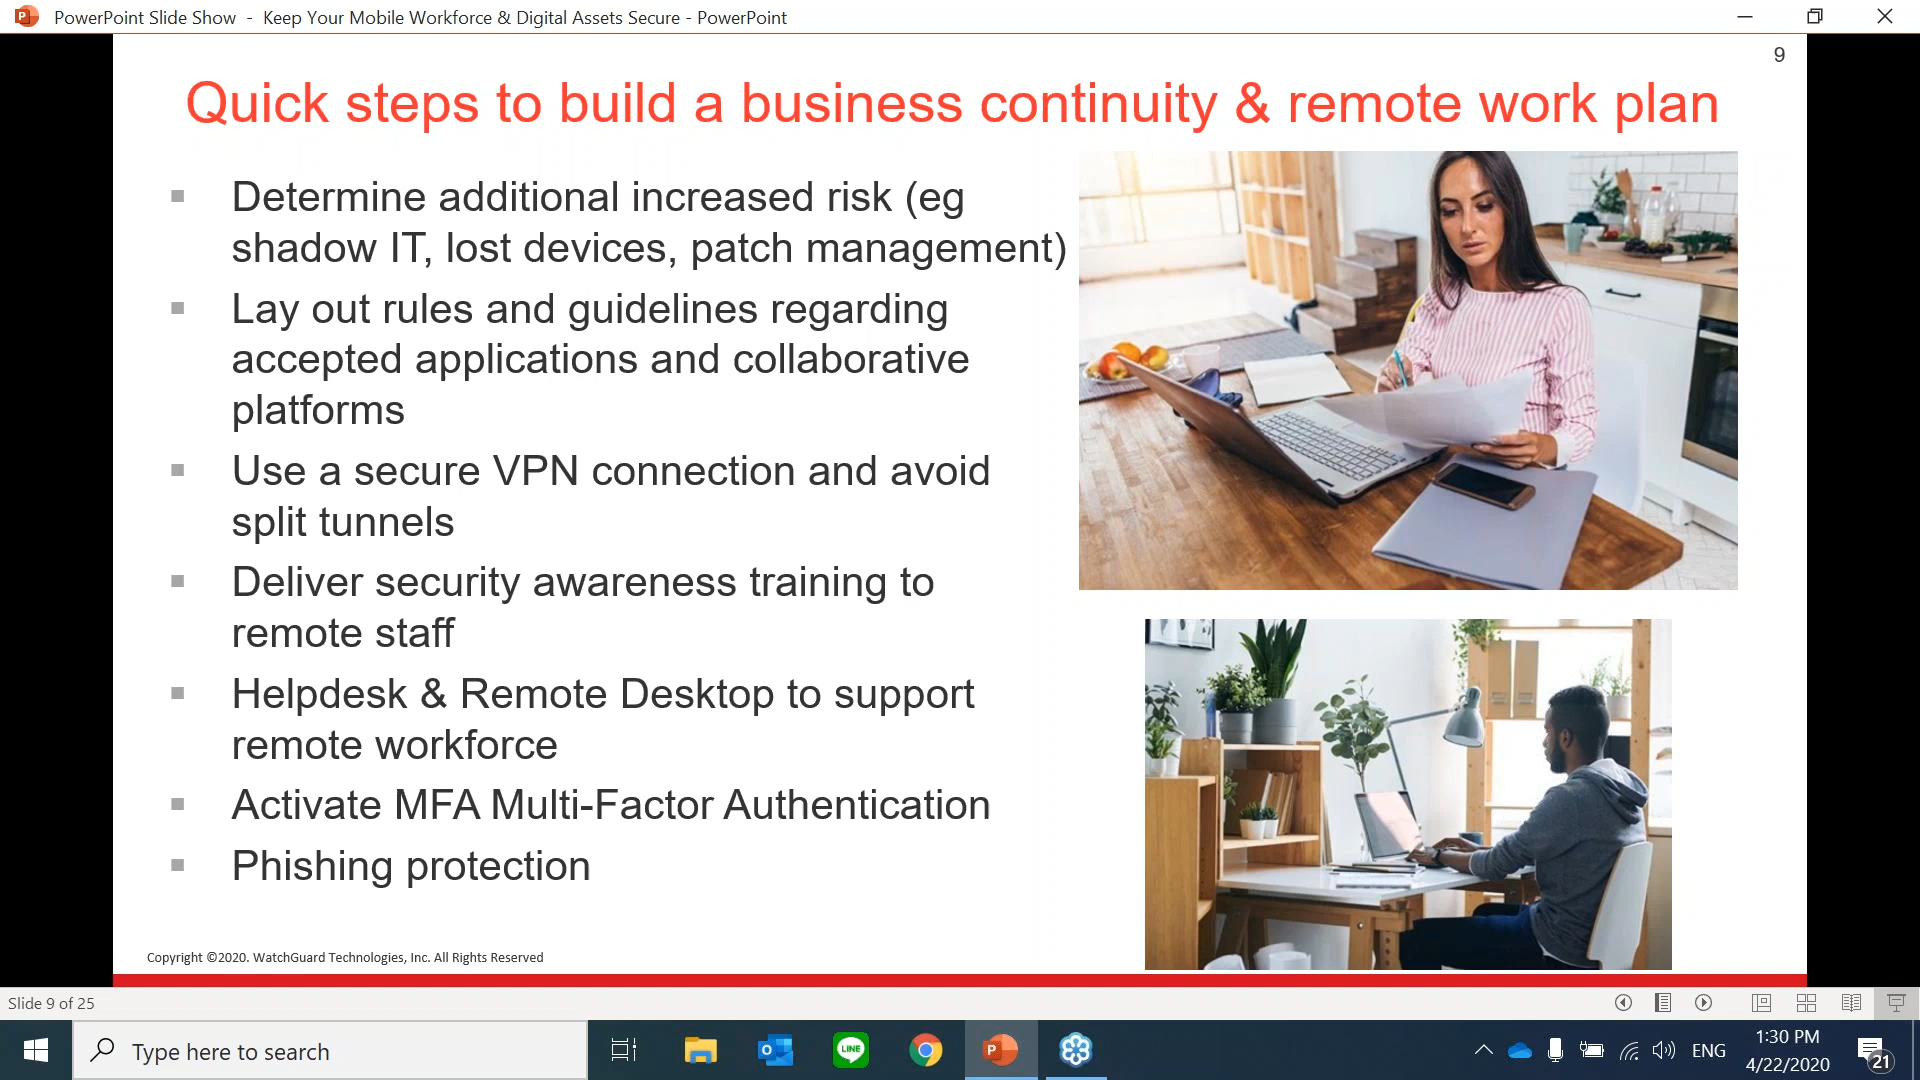 PowerPoint Slide Show - Keep Your Mobile Workforce & Digital Assets Secure - PowerPoint
9
Quick steps to build a business continuity & remote work plan
Determine additional increased risk (eg
shadow IT, lost devices, patch management)
Lay out rules and guidelines regarding
accepted applications and collaborative
platforms
Use a secure VPN connection and avoid
split tunnels
Deliver security awareness training to
remote staff
Helpdesk & Remote Desktop to support
remote workforce
Activate MFA Multi-Factor Authentication
Phishing protection
Copyright ©2020. WatchGuard Technologies, Inc. All Rights Reserved
Slide 9 of 25
Type here to search
LINE
ENG
1:30 PM
4/22/2020
21